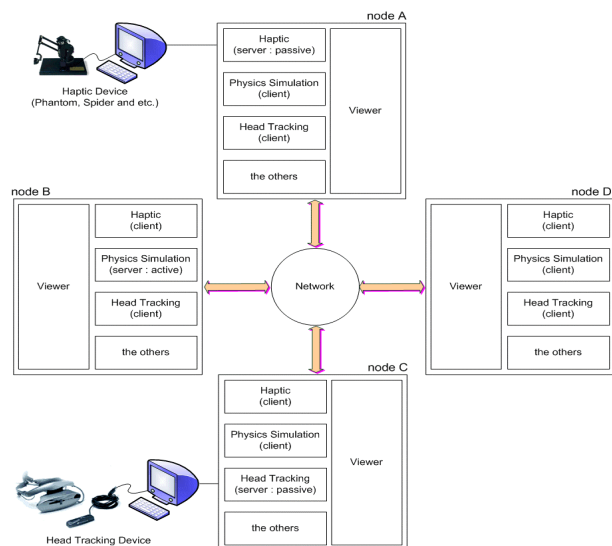 node A
Haptic
(server : passive)
Physics Simulation
(client)
Head Tracking
(client)
the others
Viewer
Haptic Device
(Phantom, Spider and etc.)
node B
Viewer
Haptic
(client)
Physics Simulation
(server : active)
Head Tracking
(client)
the others
Network
node D
Viewer
Haptic
(client)
Physics Simulation
(client)
Head Tracking
(client)
the others
node C
Haptic
(client)
Physics Simulation
(client)
Head Tracking
(server : passive)
the others
Viewer
Head Tracking Device